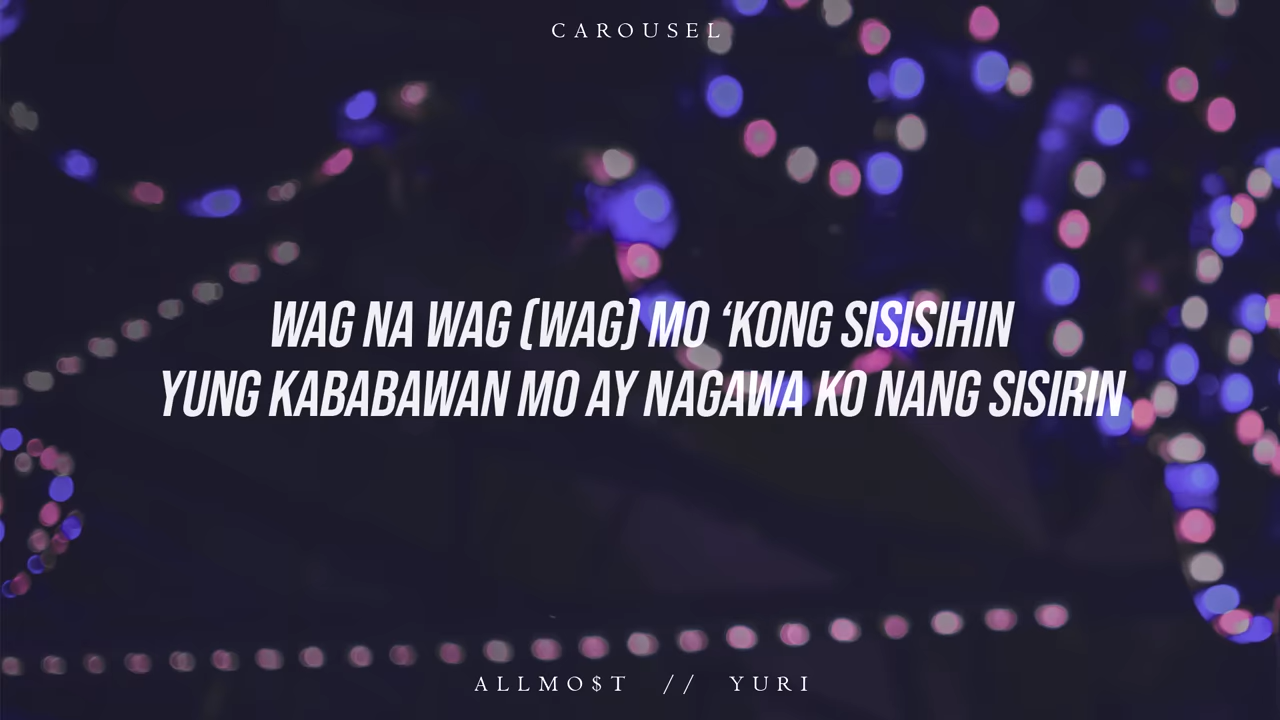 CAROUSEL
WAG NA WAG (WAG) MO ‘KONG SISISIHIN
YUNG KABABAWAN MO AY NAGAWA KO NANG SISIRIN
ALLMO$T // YURI